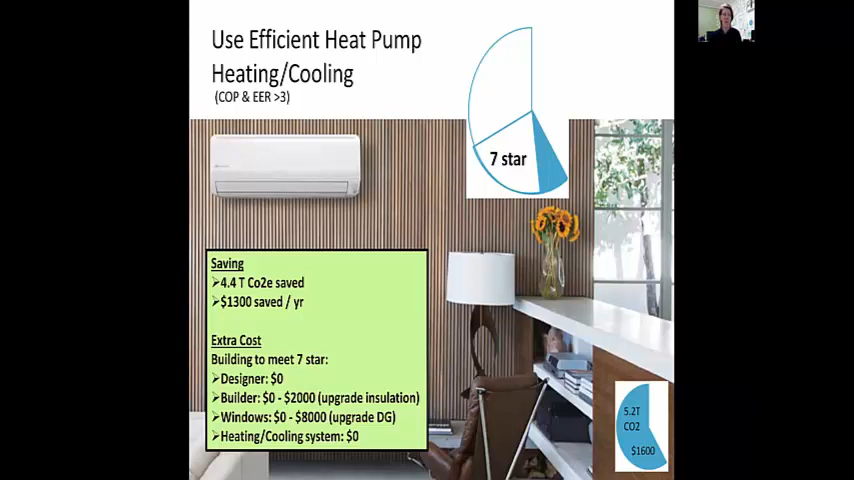 Use Efficient Heat Pump
Heating/Cooling
(COP & EER >3)
7 star
Saving
➢4.4 T Co2e saved
➢$1300 saved / yr
Extra Cost
Building to meet 7 star:
➢Designer: $0
➢Builder: $0 - $2000 (upgrade insulation)
➢Windows: $0 - $8000 (upgrade DG)
➢Heating/Cooling system: $0
5.2T
CO2
$1600